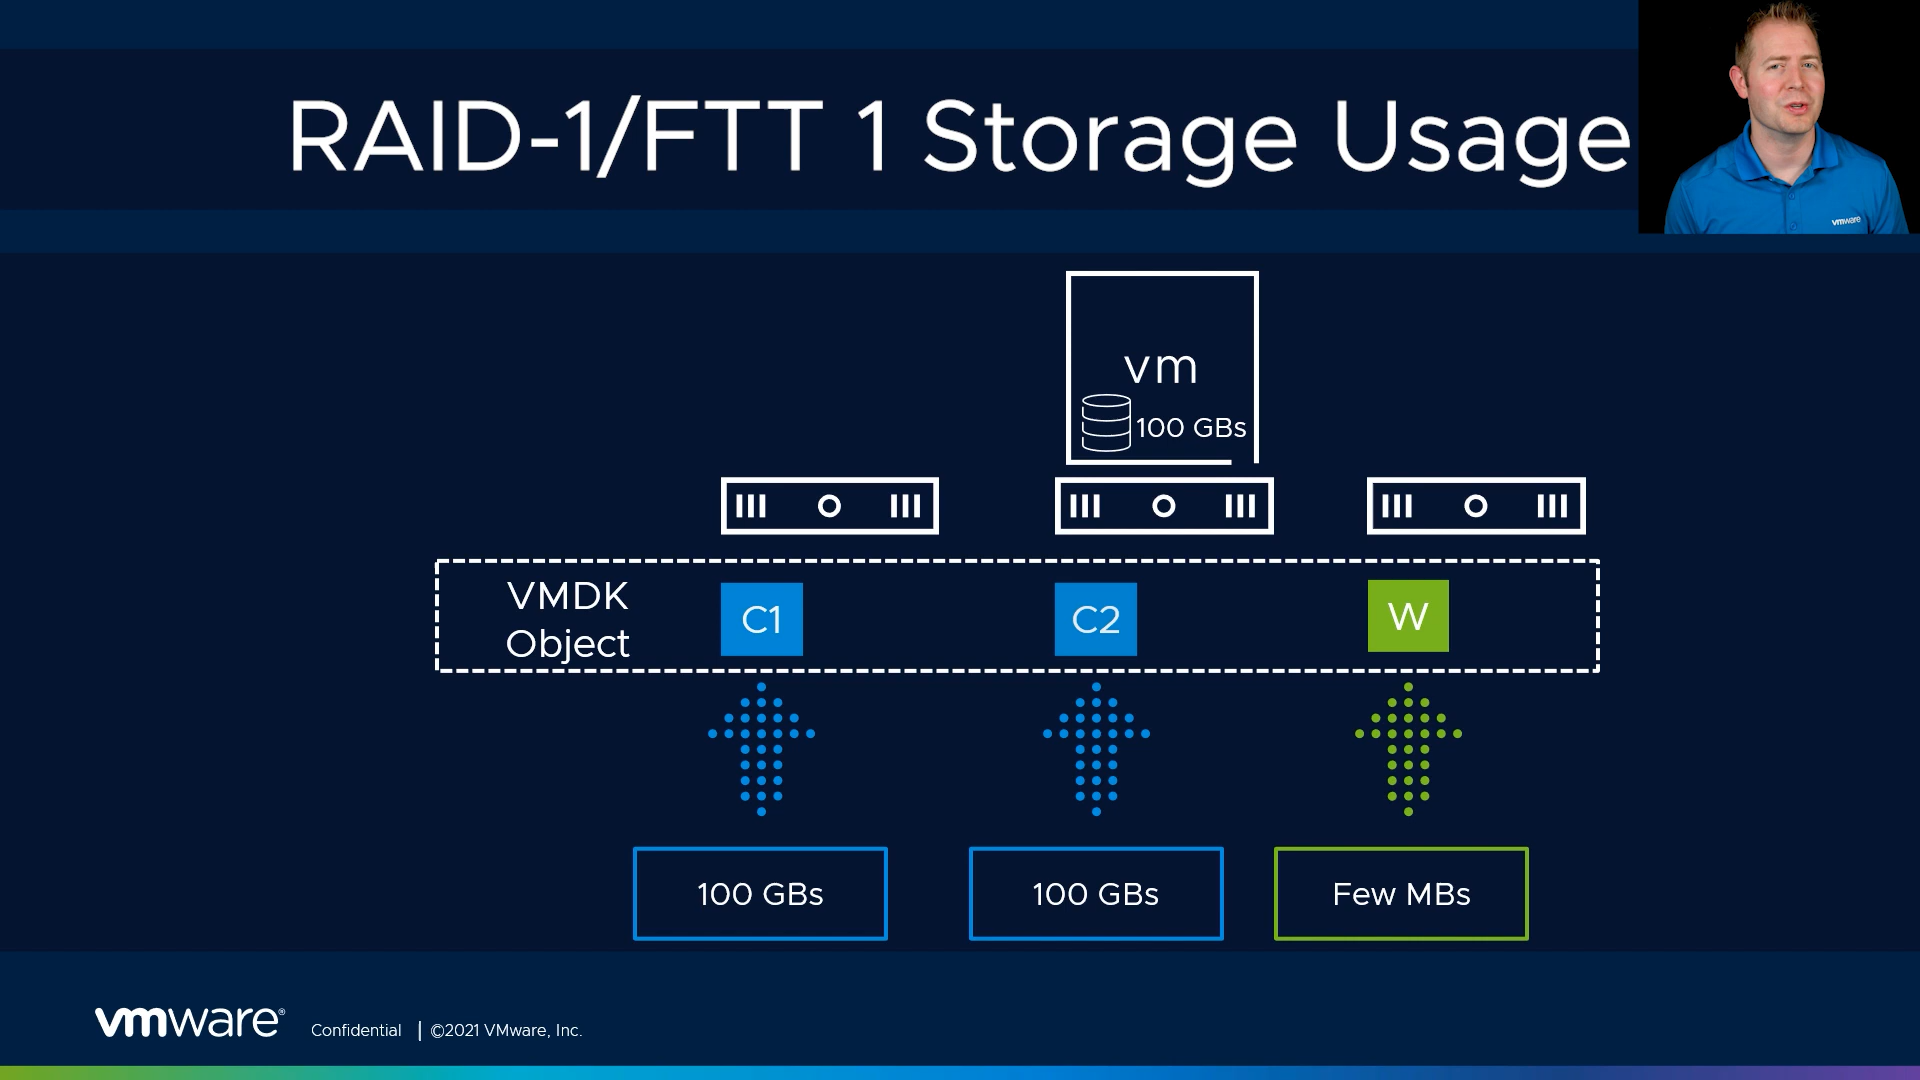 RAID-1/FTT 1 Storage Usage
vmware
vm
100 GBs
VMDK
Object
C1
C2
W
100 GBs
100 GBs
Few MBs
vmware®
Confidential | ©2021 VMware, Inc.